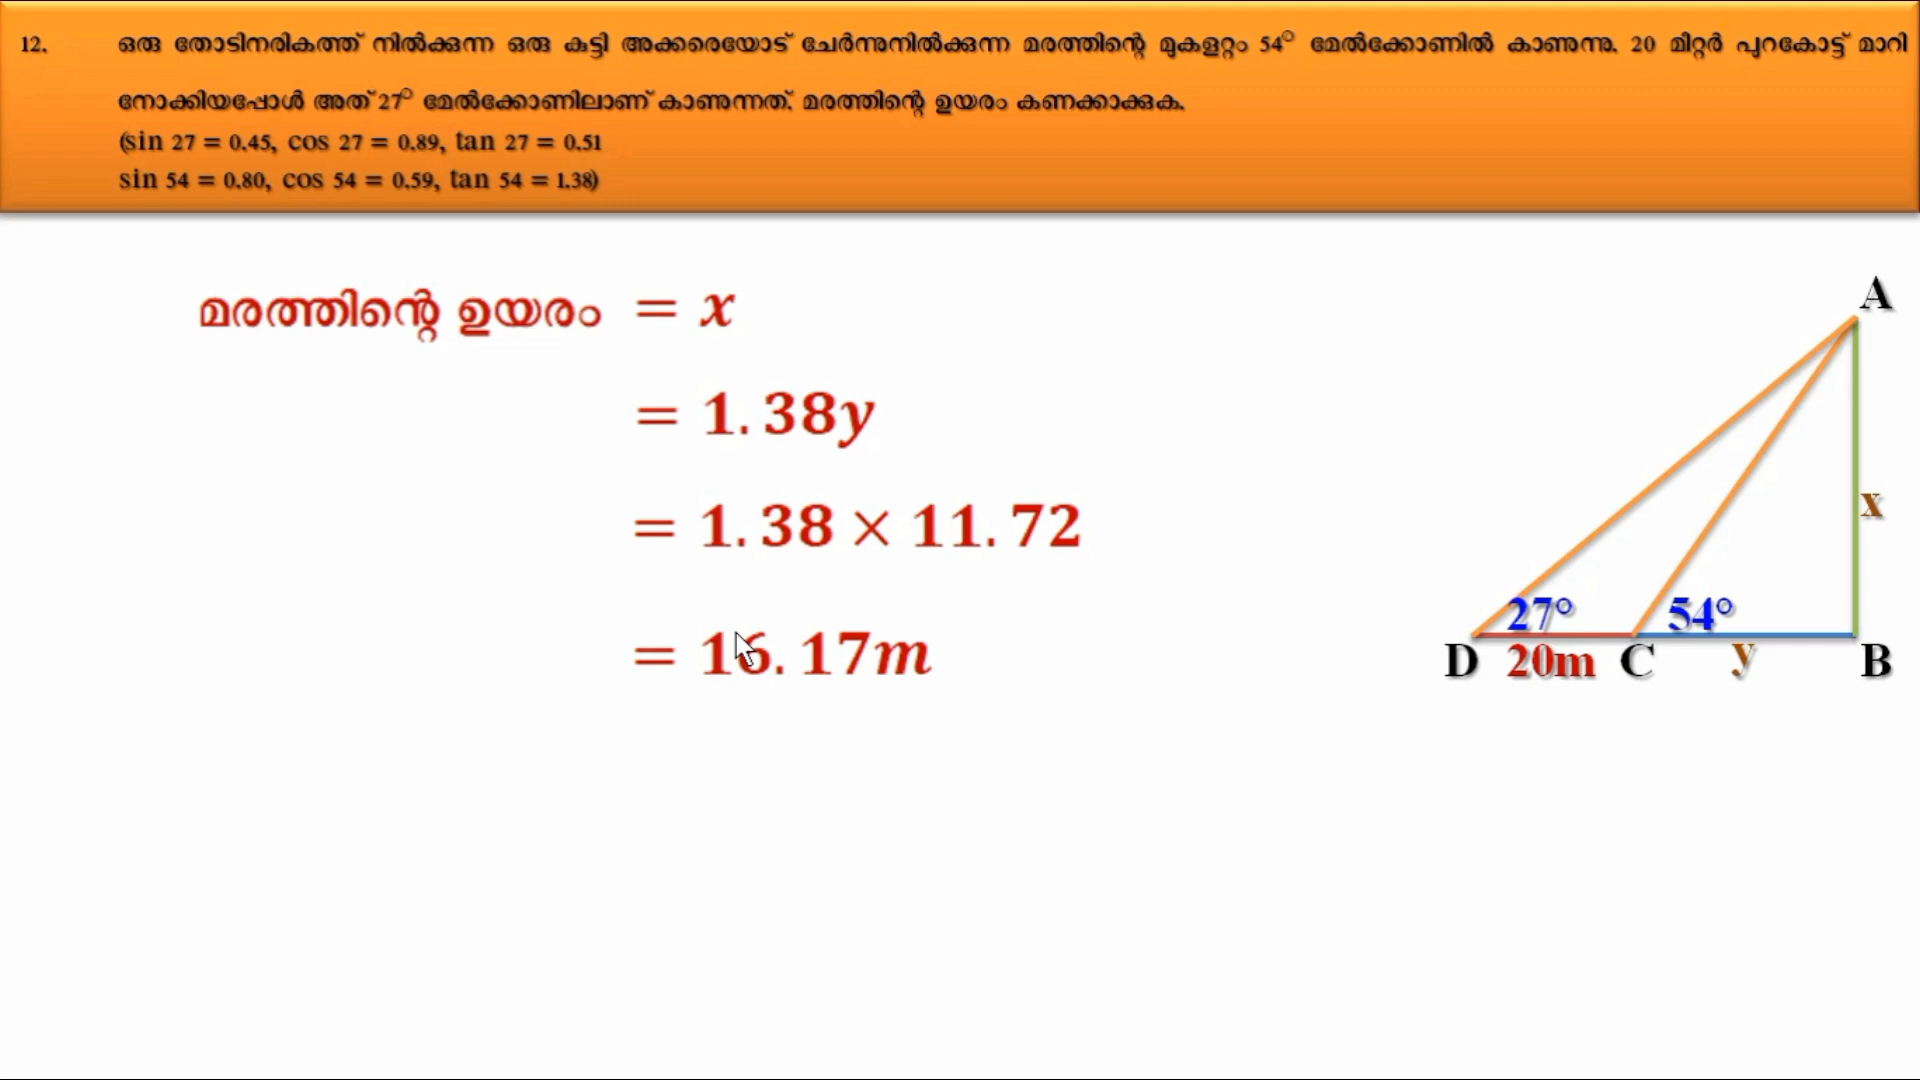 12. ഒരു തോടിനരികത്ത് നിൽക്കുന്ന ഒരു കുട്ടി അക്കരെയോട് ചേർന്നുനിൽക്കുന്ന മരത്തിന്റെ മുകളറ്റം 54° മേൽക്കോണിൽ കാണുന്നു. 20 മീറ്റർ പുറകോട്ട് മാറി
നോക്കിയപ്പോൾ അത് 27° മേൽക്കോണിലാണ് കാണുന്നത്. മരത്തിന്റെ ഉയരം കണക്കാക്കുക.
(sin 27 = 0.45, cos 27 = 0.89, tan 27 = 0.51
sin 54 = 0.80, cos 54 = 0.59, tan 54 = 1.38)
മരത്തിന്റെ ഉയരം = x
= 1.38y
= 1.38 × 11.72
= 16.17m
A
x
27° 54°
D 20m C y B